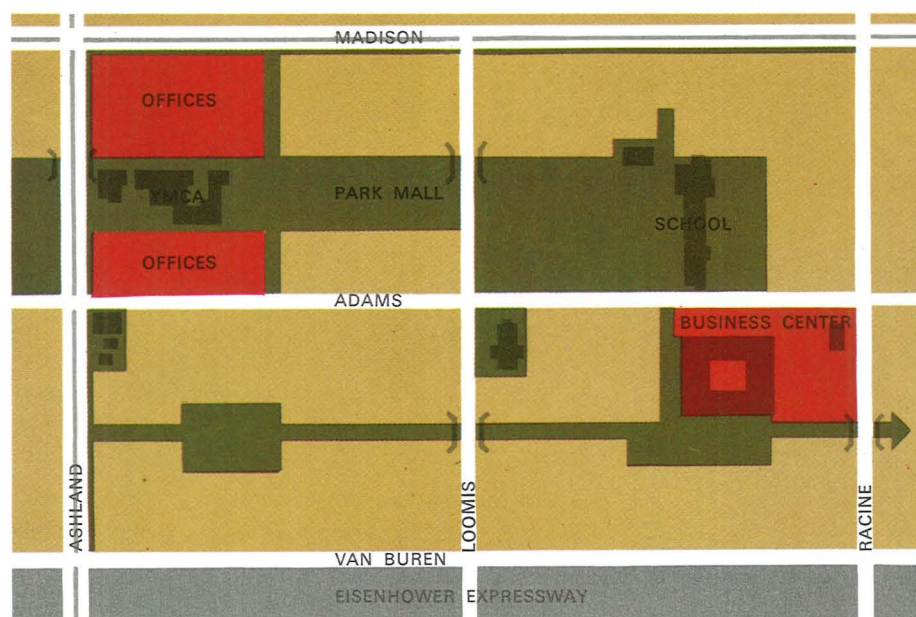 MADISON
OFFICES
YMCA
PARK MALL
SCHOOL
OFFICES
ADAMS
BUSINESS CENTER
ASHLAND
LOOMIS
RACINE
VAN BUREN
EISENHOWER EXPRESSWAY